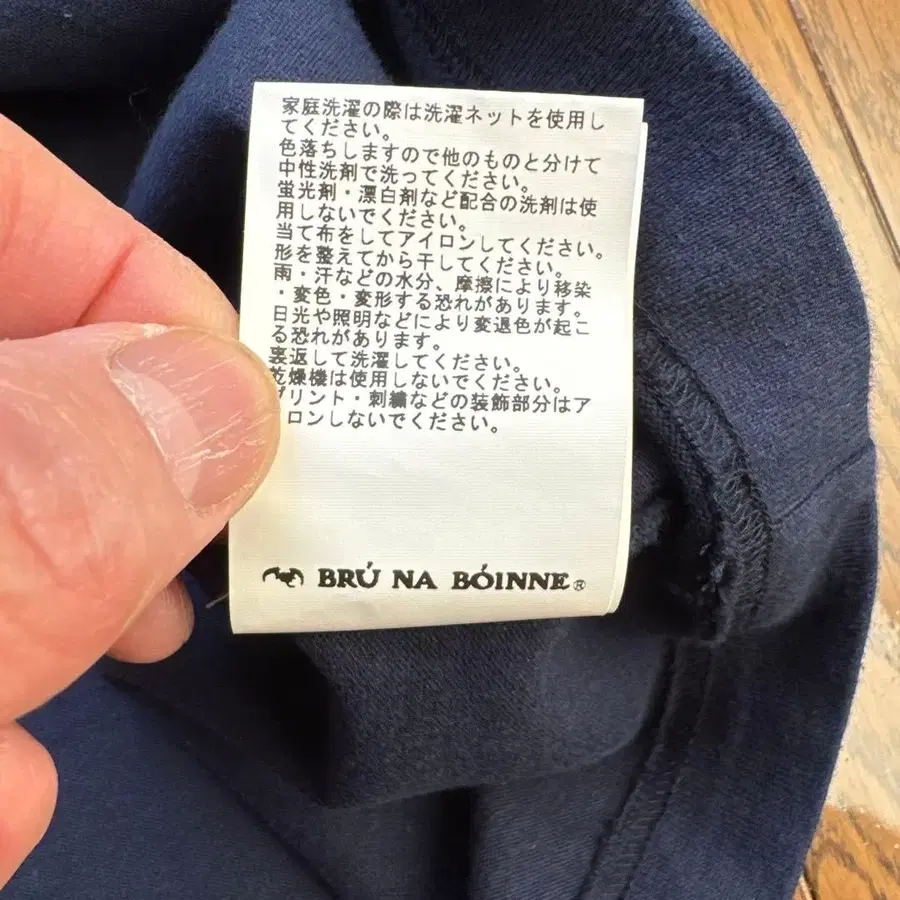 家庭洗濯の際は洗濯ネットを使用し
てください。
色落ちしますので他のものと分けて
中性洗剤で洗ってください。
蛍光剤・漂白剤など配合の洗剤は使
用しないでください。
当て布をしてアイロンしてください。
形を整えてから干してください。
雨・汗などの水分、摩擦により移染
・変色・変形する恐れがあります。
日光や照明などにより変退色が起こ
る恐れがあります。
裏返して洗濯してください。
乾燥機は使用しないでください。
プリント・刺繍などの装飾部分はア
イロンしないでください。
BRÚ NA BÓINNE®